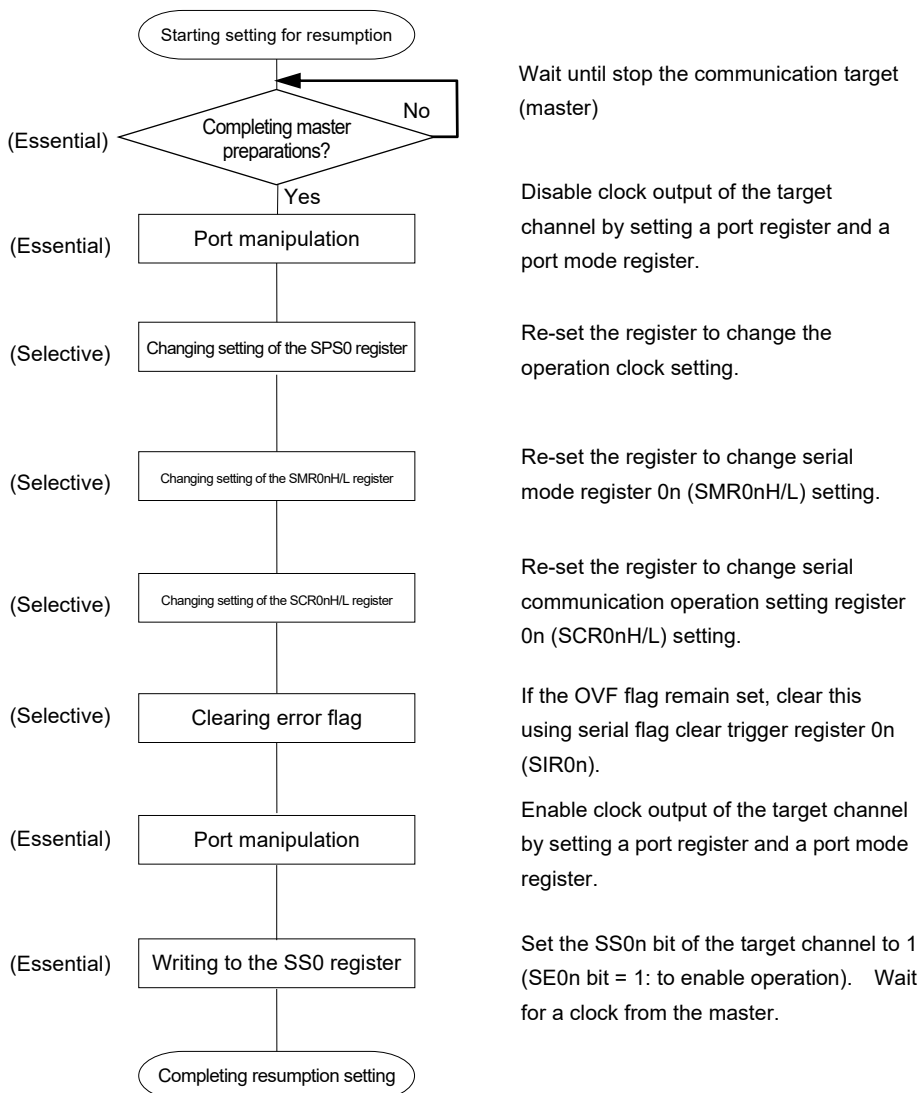 Starting setting for resumption
Wait until stop the communication target
(master)
No
(Essential)
Completing master
preparations?
Yes
Disable clock output of the target
channel by setting a port register and a
port mode register.
(Essential)
Port manipulation
(Selective)
Changing setting of the SPS0 register
Re-set the register to change the
operation clock setting.
(Selective)
Changing setting of the SMR0nH/L register
Re-set the register to change serial
mode register 0n (SMR0nH/L) setting.
(Selective)
Changing setting of the SCR0nH/L register
Re-set the register to change serial
communication operation setting register
0n (SCR0nH/L) setting.
(Selective)
Clearing error flag
If the OVF flag remain set, clear this
using serial flag clear trigger register 0n
(SIR0n).
(Essential)
Port manipulation
Enable clock output of the target channel
by setting a port register and a port mode
register.
(Essential)
Writing to the SS0 register
Set the SS0n bit of the target channel to 1
(SE0n bit = 1: to enable operation). Wait
for a clock from the master.
Completing resumption setting